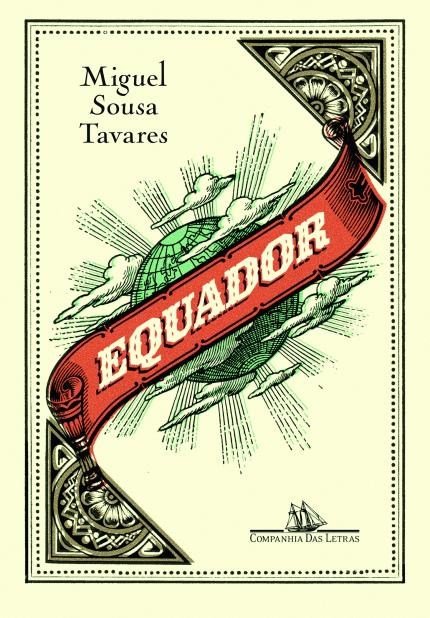 Miguel
Sousa
Tavares
EQUADOR
COMPANHIA DAS LETRAS